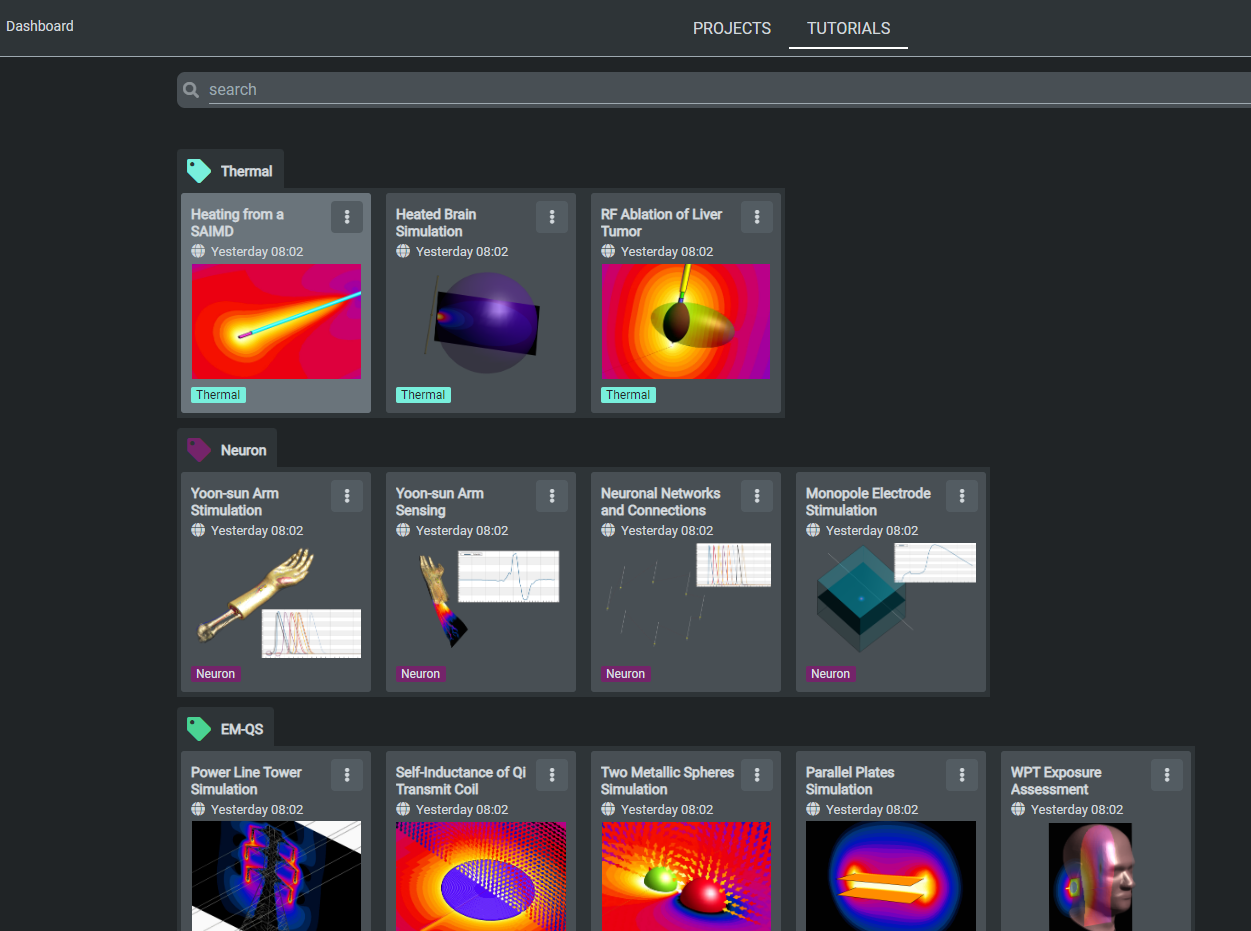 Dashboard
PROJECTS
TUTORIALS
search
Thermal
Heating from a
SAIMD
Yesterday 08:02
Thermal
Heated Brain
Simulation
Yesterday 08:02
Thermal
RF Ablation of Liver
Tumor
Yesterday 08:02
Thermal
Neuron
Yoon-sun Arm
Stimulation
Yesterday 08:02
Neuron
Yoon-sun Arm
Sensing
Yesterday 08:02
Neuron
Neuronal Networks
and Connections
Yesterday 08:02
Neuron
Monopole Electrode
Stimulation
Yesterday 08:02
Neuron
EM-QS
Power Line Tower
Simulation
Yesterday 08:02
Self-Inductance of Qi
Transmit Coil
Yesterday 08:02
Two Metallic Spheres
Simulation
Yesterday 08:02
Parallel Plates
Simulation
Yesterday 08:02
WPT Exposure
Assessment
Yesterday 08:02